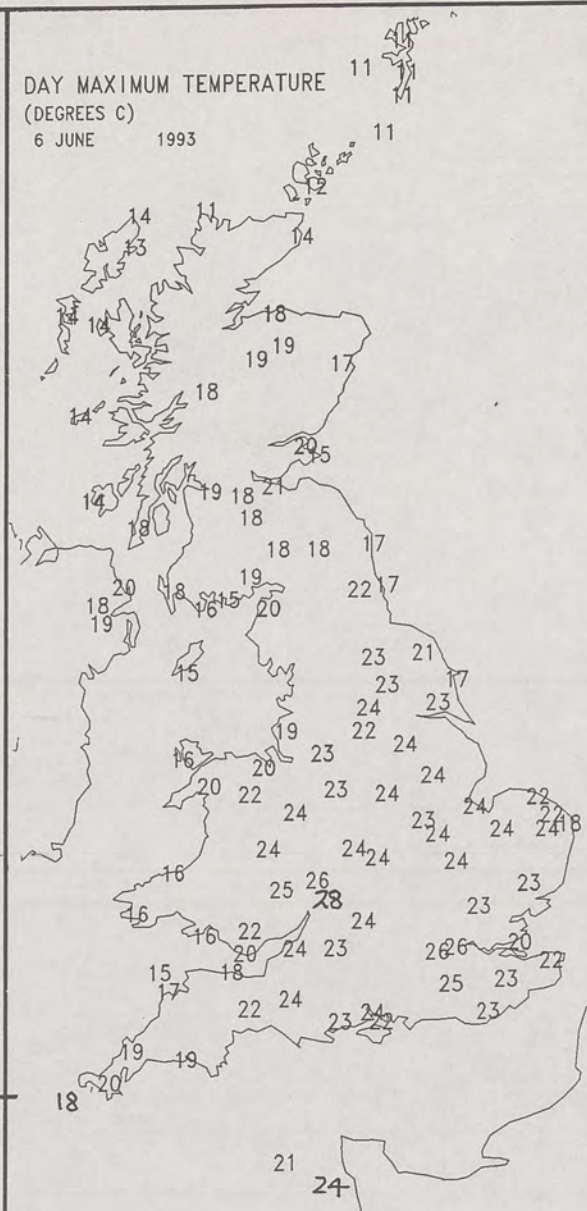 DAY MAXIMUM TEMPERATURE
(DEGREES C)
6 JUNE 1993
11 11
11
11
12
14 11
13 14
14 14 18
19 19 17
18
14
20
15
14 19 18 21
18 18
18 18 17
20 18 19 22 17
18 16 15 20
19
15 23 21
23 17
24 23
19 22 24
16 20 23
20 22 23 24 24
24 24 22
23 24 24 22 24 18
24 24 24 24
16 25 26 23
16 28 23
16 22 24
20 24 23 26 26 20
15 18 22
17 25 23
22 24 24 23
23 22
19 19
20
18
21
24